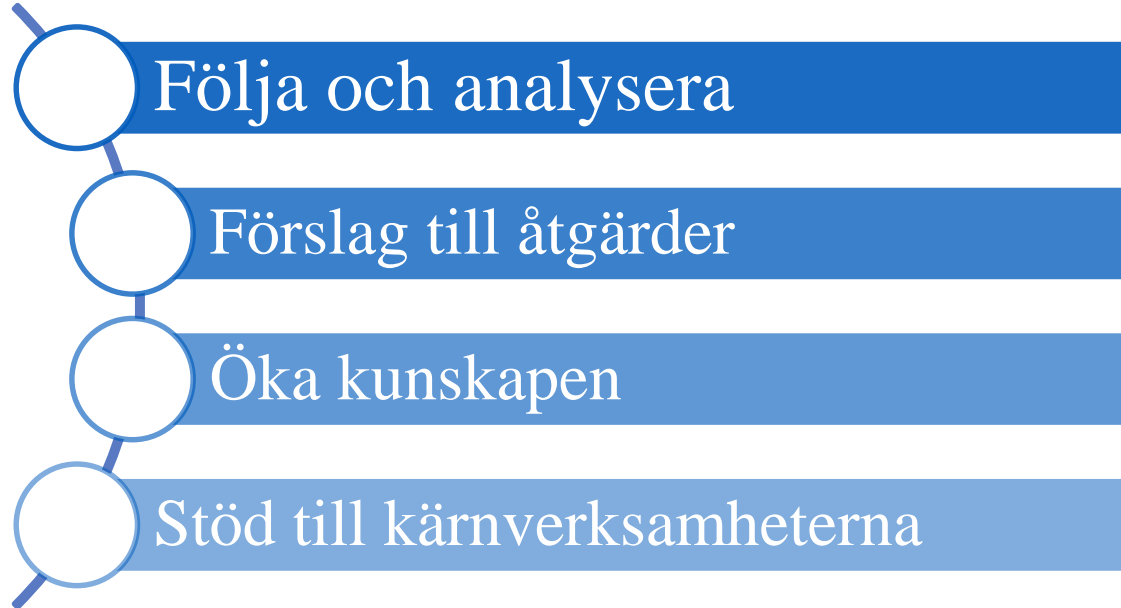 Följa och analysera
Förslag till åtgärder
Öka kunskapen
Stöd till kärnverksamheterna